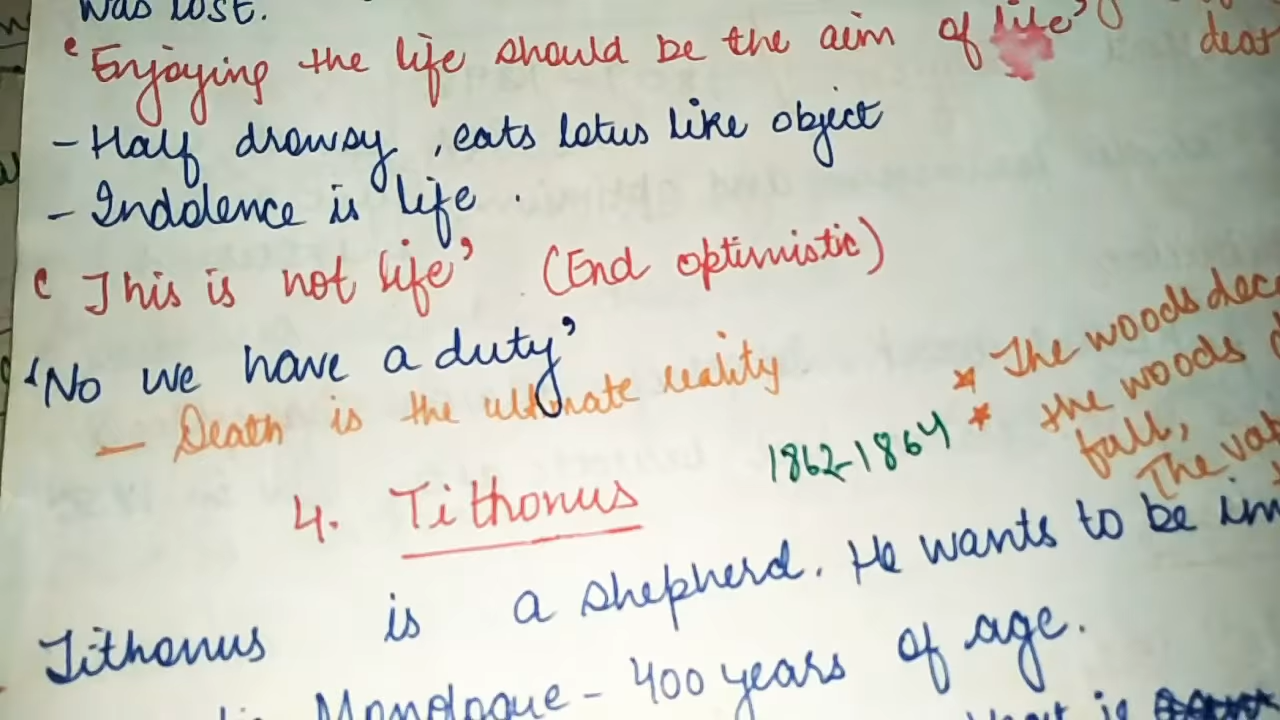 was lost.
'Enjoying the life should be the aim of life'
- Half drowsy, eats lotus like object
- Indolence is life.
'This is not life' (End optimistic)
'No we have a duty'
- Death is the ultimate reality
* The woods
1862-1864 * the woods
fall,
The
4. Tithonus
Tithonus is a shepherd. He wants to be
Monologue - 400 years of age.